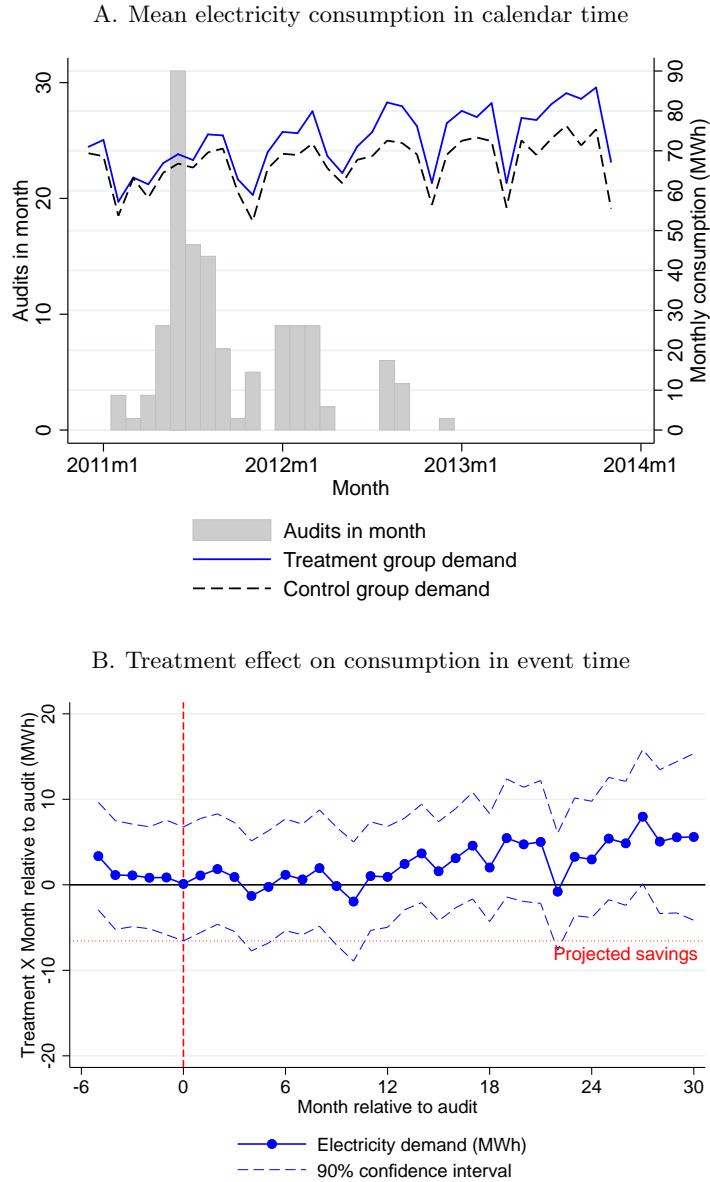 A. Mean electricity consumption in calendar time
30
20
10
0
Audits in month
90
80
70
60
50
40
30
20
10
0
Monthly consumption (MWh)
2011m1 2012m1 2013m1 2014m1
Month
Audits in month
Treatment group demand
Control group demand
B. Treatment effect on consumption in event time
20
10
0
-10
-20
Treatment X Month relative to audit (MWh)
Projected savings
-6 0 6 12 18 24 30
Month relative to audit
Electricity demand (MWh)
90% confidence interval